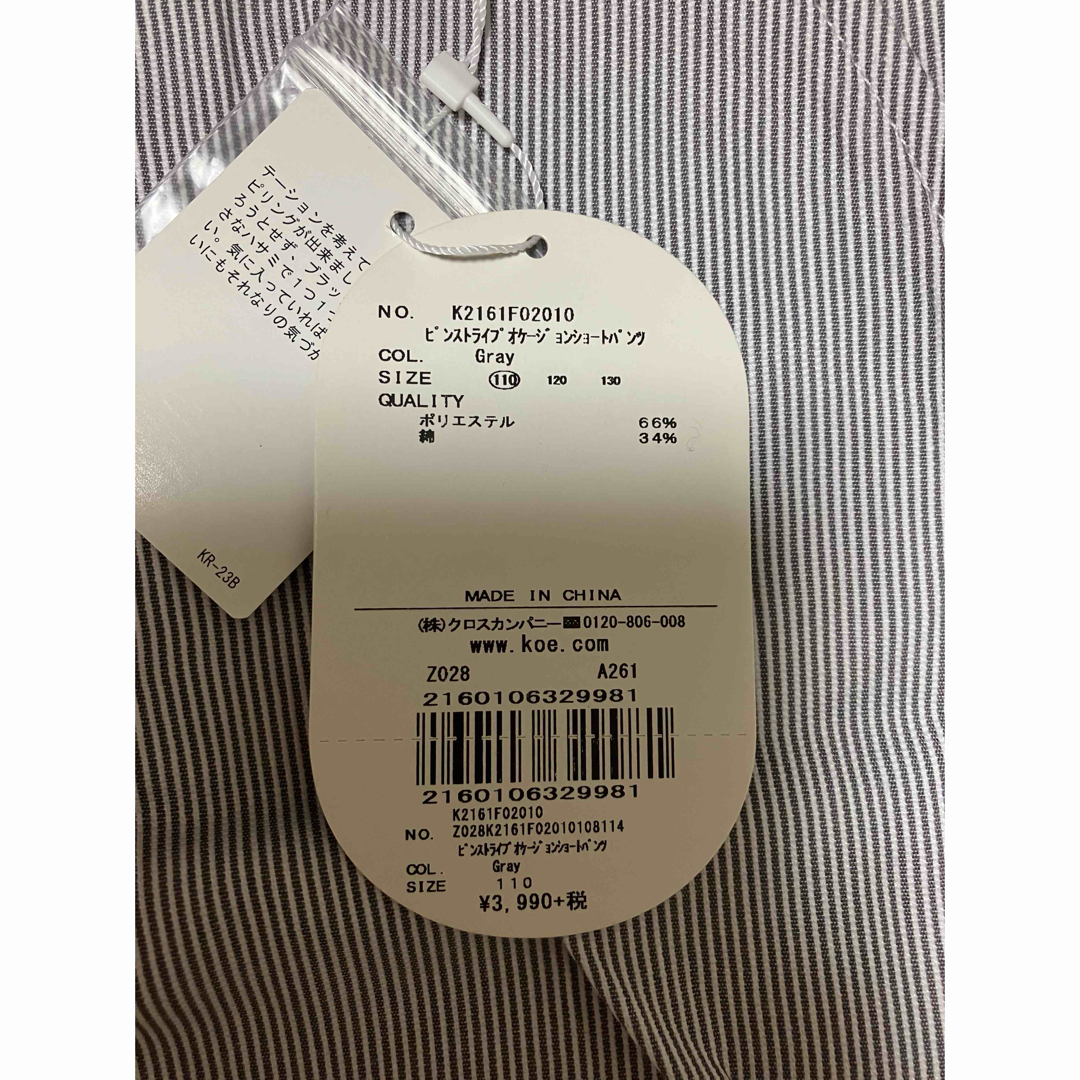 テーションを考えて
ピリングが出来まし
ろうとせず、ブラッ
さなハサミで1つ1つ
い。気に入っていれば
いにもそれなりの気づか
KR-23B
NO. K2161F02010
ﾋﾟﾝｽﾄﾗｲﾌﾟｵｹｰｼﾞｮﾝｼｮｰﾄﾊﾟﾝﾂ
COL. Gray
SIZE 110 120 130
QUALITY
ポリエステル 66%
綿 34%
MADE IN CHINA
(株)クロスカンパニー 0120-806-008
www.koe.com
Z028 A261
2160106329981
2160106329981
K2161F02010
NO. Z028K2161F02010108114
ﾋﾟﾝｽﾄﾗｲﾌﾟｵｹｰｼﾞｮﾝｼｮｰﾄﾊﾟﾝﾂ
COL. Gray
SIZE 110
¥3,990+税